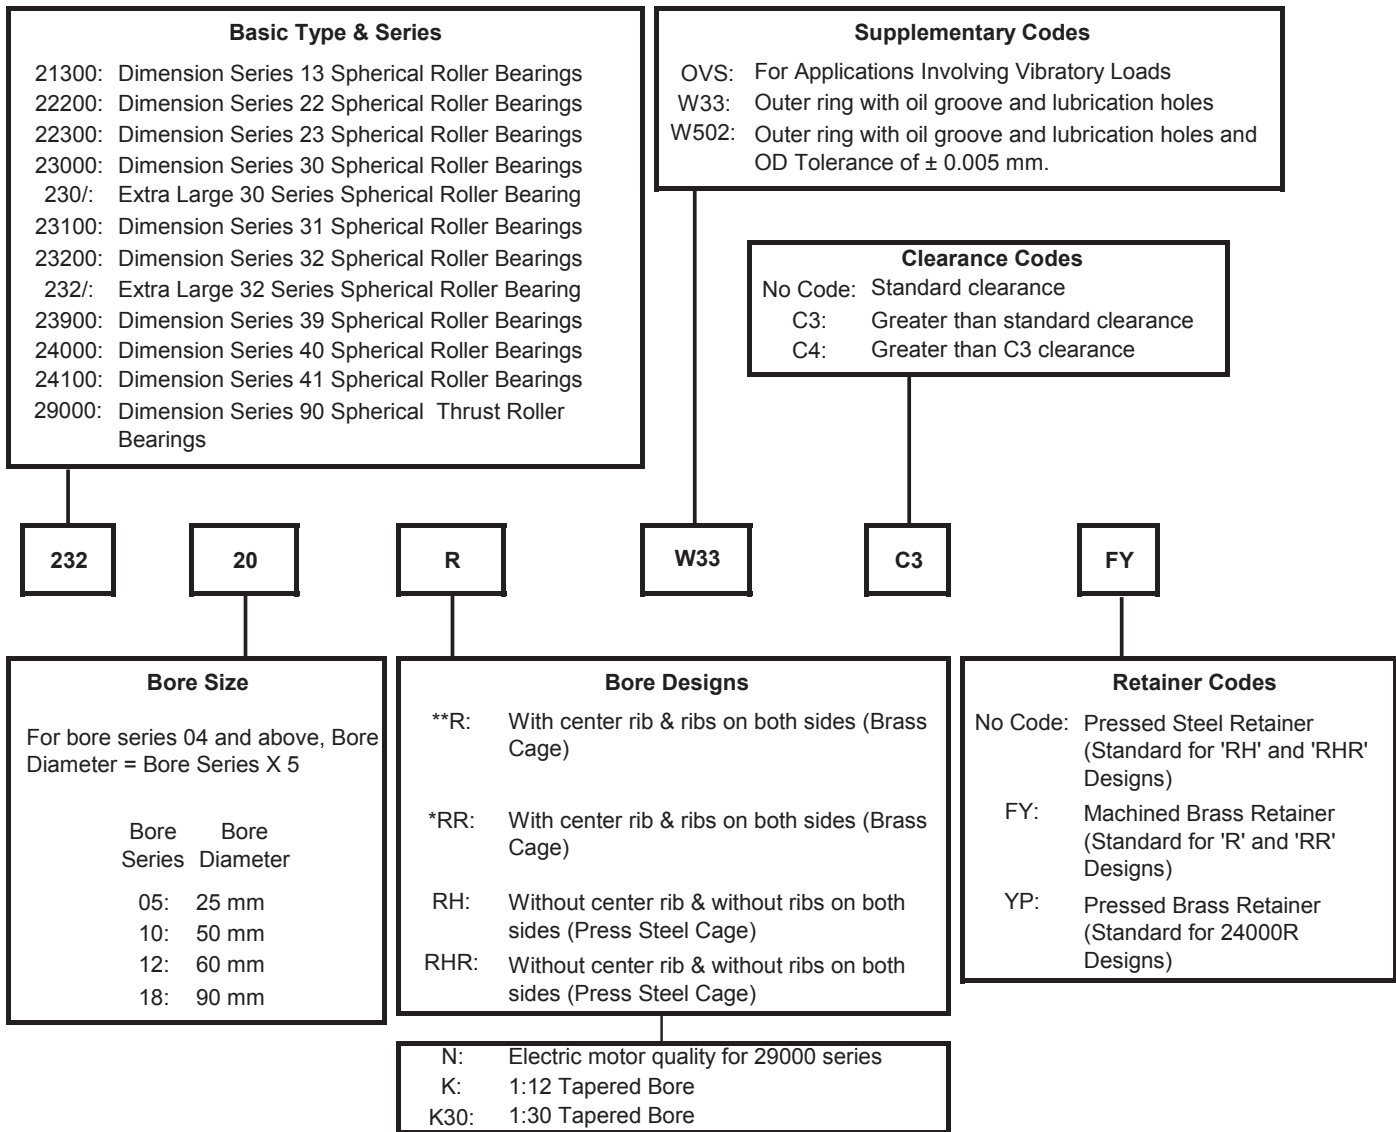 Basic Type & Series
21300: Dimension Series 13 Spherical Roller Bearings
22200: Dimension Series 22 Spherical Roller Bearings
22300: Dimension Series 23 Spherical Roller Bearings
23000: Dimension Series 30 Spherical Roller Bearings
230/: Extra Large 30 Series Spherical Roller Bearing
23100: Dimension Series 31 Spherical Roller Bearings
23200: Dimension Series 32 Spherical Roller Bearings
232/: Extra Large 32 Series Spherical Roller Bearing
23900: Dimension Series 39 Spherical Roller Bearings
24000: Dimension Series 40 Spherical Roller Bearings
24100: Dimension Series 41 Spherical Roller Bearings
29000: Dimension Series 90 Spherical Thrust Roller
Bearings
Supplementary Codes
OVS: For Applications Involving Vibratory Loads
W33: Outer ring with oil groove and lubrication holes
W502: Outer ring with oil groove and lubrication holes and
OD Tolerance of ± 0.005 mm.
Clearance Codes
No Code: Standard clearance
C3: Greater than standard clearance
C4: Greater than C3 clearance
232 20 R W33 C3 FY
Bore Size
For bore series 04 and above, Bore
Diameter = Bore Series X 5
Bore Bore
Series Diameter
05: 25 mm
10: 50 mm
12: 60 mm
18: 90 mm
Bore Designs
**R: With center rib & ribs on both sides (Brass
Cage)
*RR: With center rib & ribs on both sides (Brass
Cage)
RH: Without center rib & without ribs on both
sides (Press Steel Cage)
RHR: Without center rib & without ribs on both
sides (Press Steel Cage)
N: Electric motor quality for 29000 series
K: 1:12 Tapered Bore
K30: 1:30 Tapered Bore
Retainer Codes
No Code: Pressed Steel Retainer
(Standard for 'RH' and 'RHR'
Designs)
FY: Machined Brass Retainer
(Standard for 'R' and 'RR'
Designs)
YP: Pressed Brass Retainer
(Standard for 24000R
Designs)